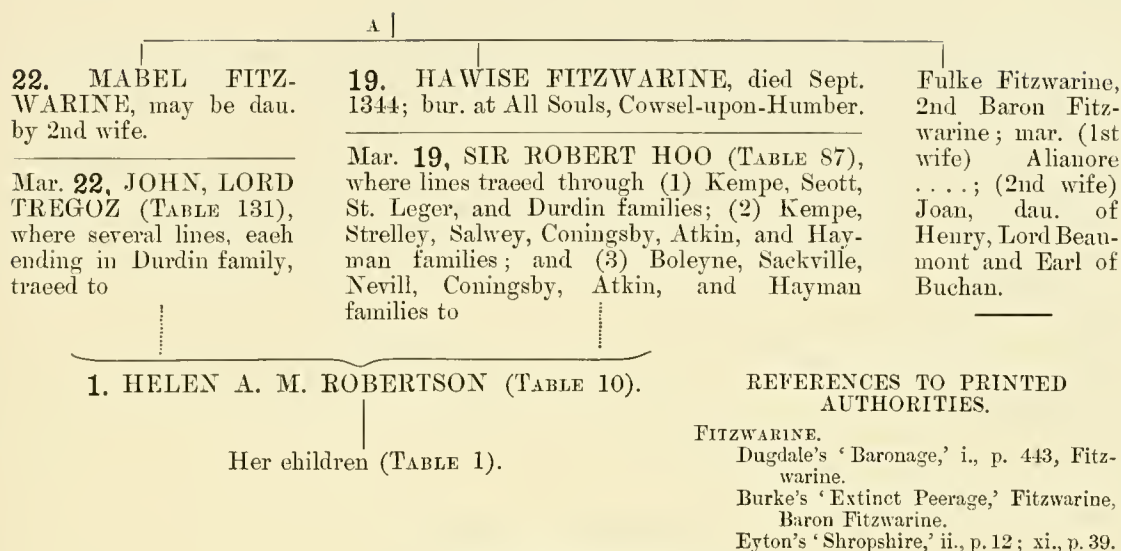 A
22. MABEL FITZ-
WARINE, may be dau.
by 2nd wife.
Mar. 22, JOHN, LORD
TREGOZ (TABLE 131),
where several lines, each
ending in Durdin family,
traced to
19. HAWISE FITZWARINE, died Sept.
1344; bur. at All Souls, Cowsel-upon-Humber.
Mar. 19, SIR ROBERT HOO (TABLE 87),
where lines traced through (1) Kempe, Scott,
St. Leger, and Durdin families; (2) Kempe,
Strelley, Salwey, Coningsby, Atkin, and Hay-
man families; and (3) Boleyne, Sackville,
Nevill, Coningsby, Atkin, and Hayman
families to
Fulke Fitzwarine,
2nd Baron Fitz-
warine; mar. (1st
wife) Alianore
. . . .; (2nd wife)
Joan, dau. of
Henry, Lord Beau-
mont and Earl of
Buchan.
1. HELEN A. M. ROBERTSON (TABLE 10).
Her children (TABLE 1).
REFERENCES TO PRINTED
AUTHORITIES.
FITZWARINE.
Dugdale's ‘Baronage,’ i., p. 443, Fitz-
warine.
Burke's ‘Extinct Peerage,’ Fitzwarine,
Baron Fitzwarine.
Eyton's ‘Shropshire,’ ii., p. 12; xi., p. 39.